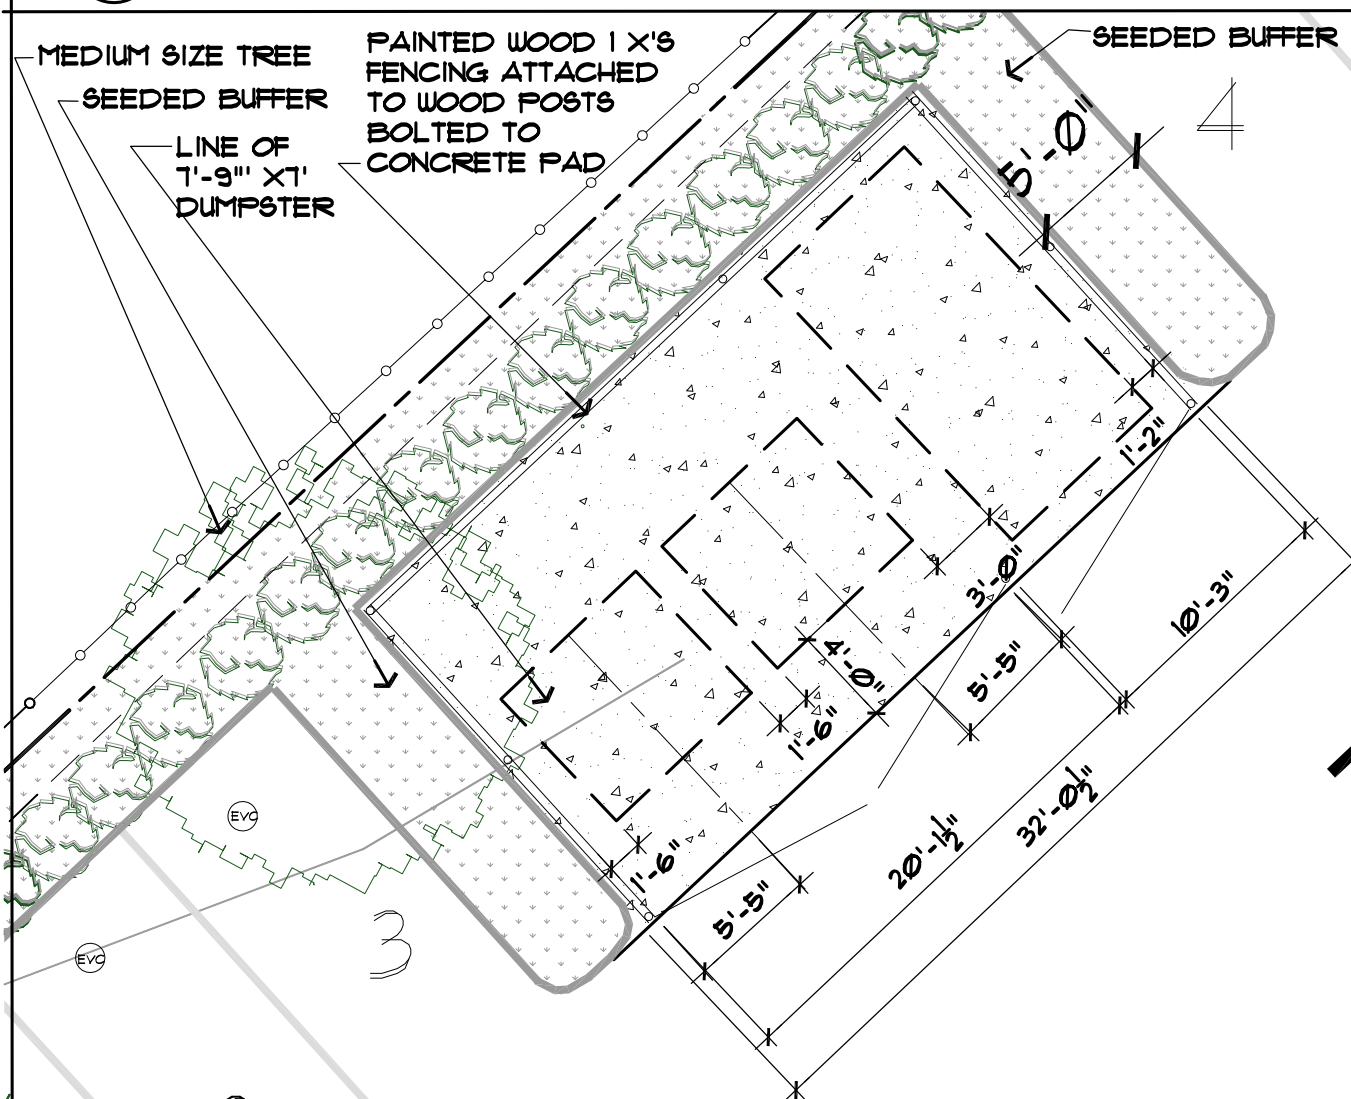 MEDIUM SIZE TREE
SEEDED BUFFER
LINE OF
7'-9"' X7'
DUMPSTER
PAINTED WOOD 1 X'S
FENCING ATTACHED
TO WOOD POSTS
BOLTED TO
CONCRETE PAD
SEEDED BUFFER
4
5'-0"
1'-2"
3'-0"
10'-3"
5'-5"
4'-0"
1'-6"
32'-0½"
20'-1½"
1'-6"
5'-5"
EVC
3
EVC